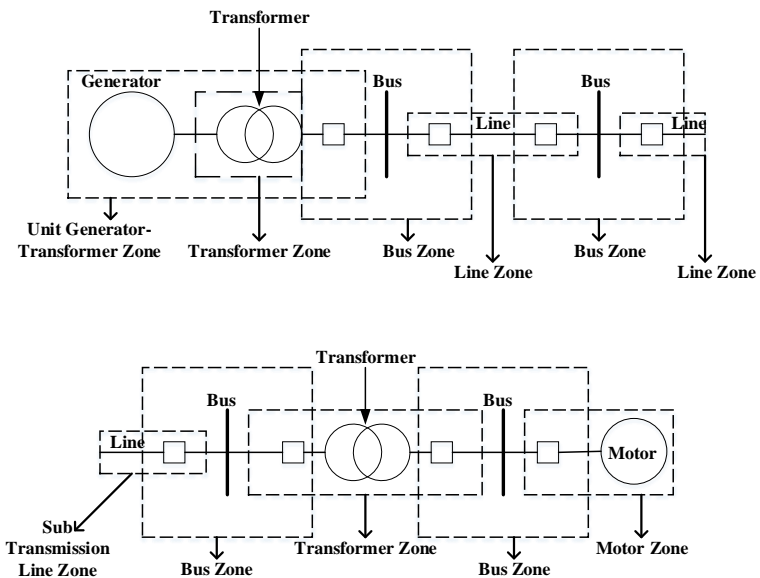 Transformer
Generator
Bus
Bus
Line
Line
Unit Generator-
Transformer Zone
Transformer Zone
Bus Zone
Bus Zone
Line Zone
Line Zone
Transformer
Bus
Bus
Line
Motor
Sub
Transmission
Line Zone
Transformer Zone
Motor Zone
Bus Zone
Bus Zone